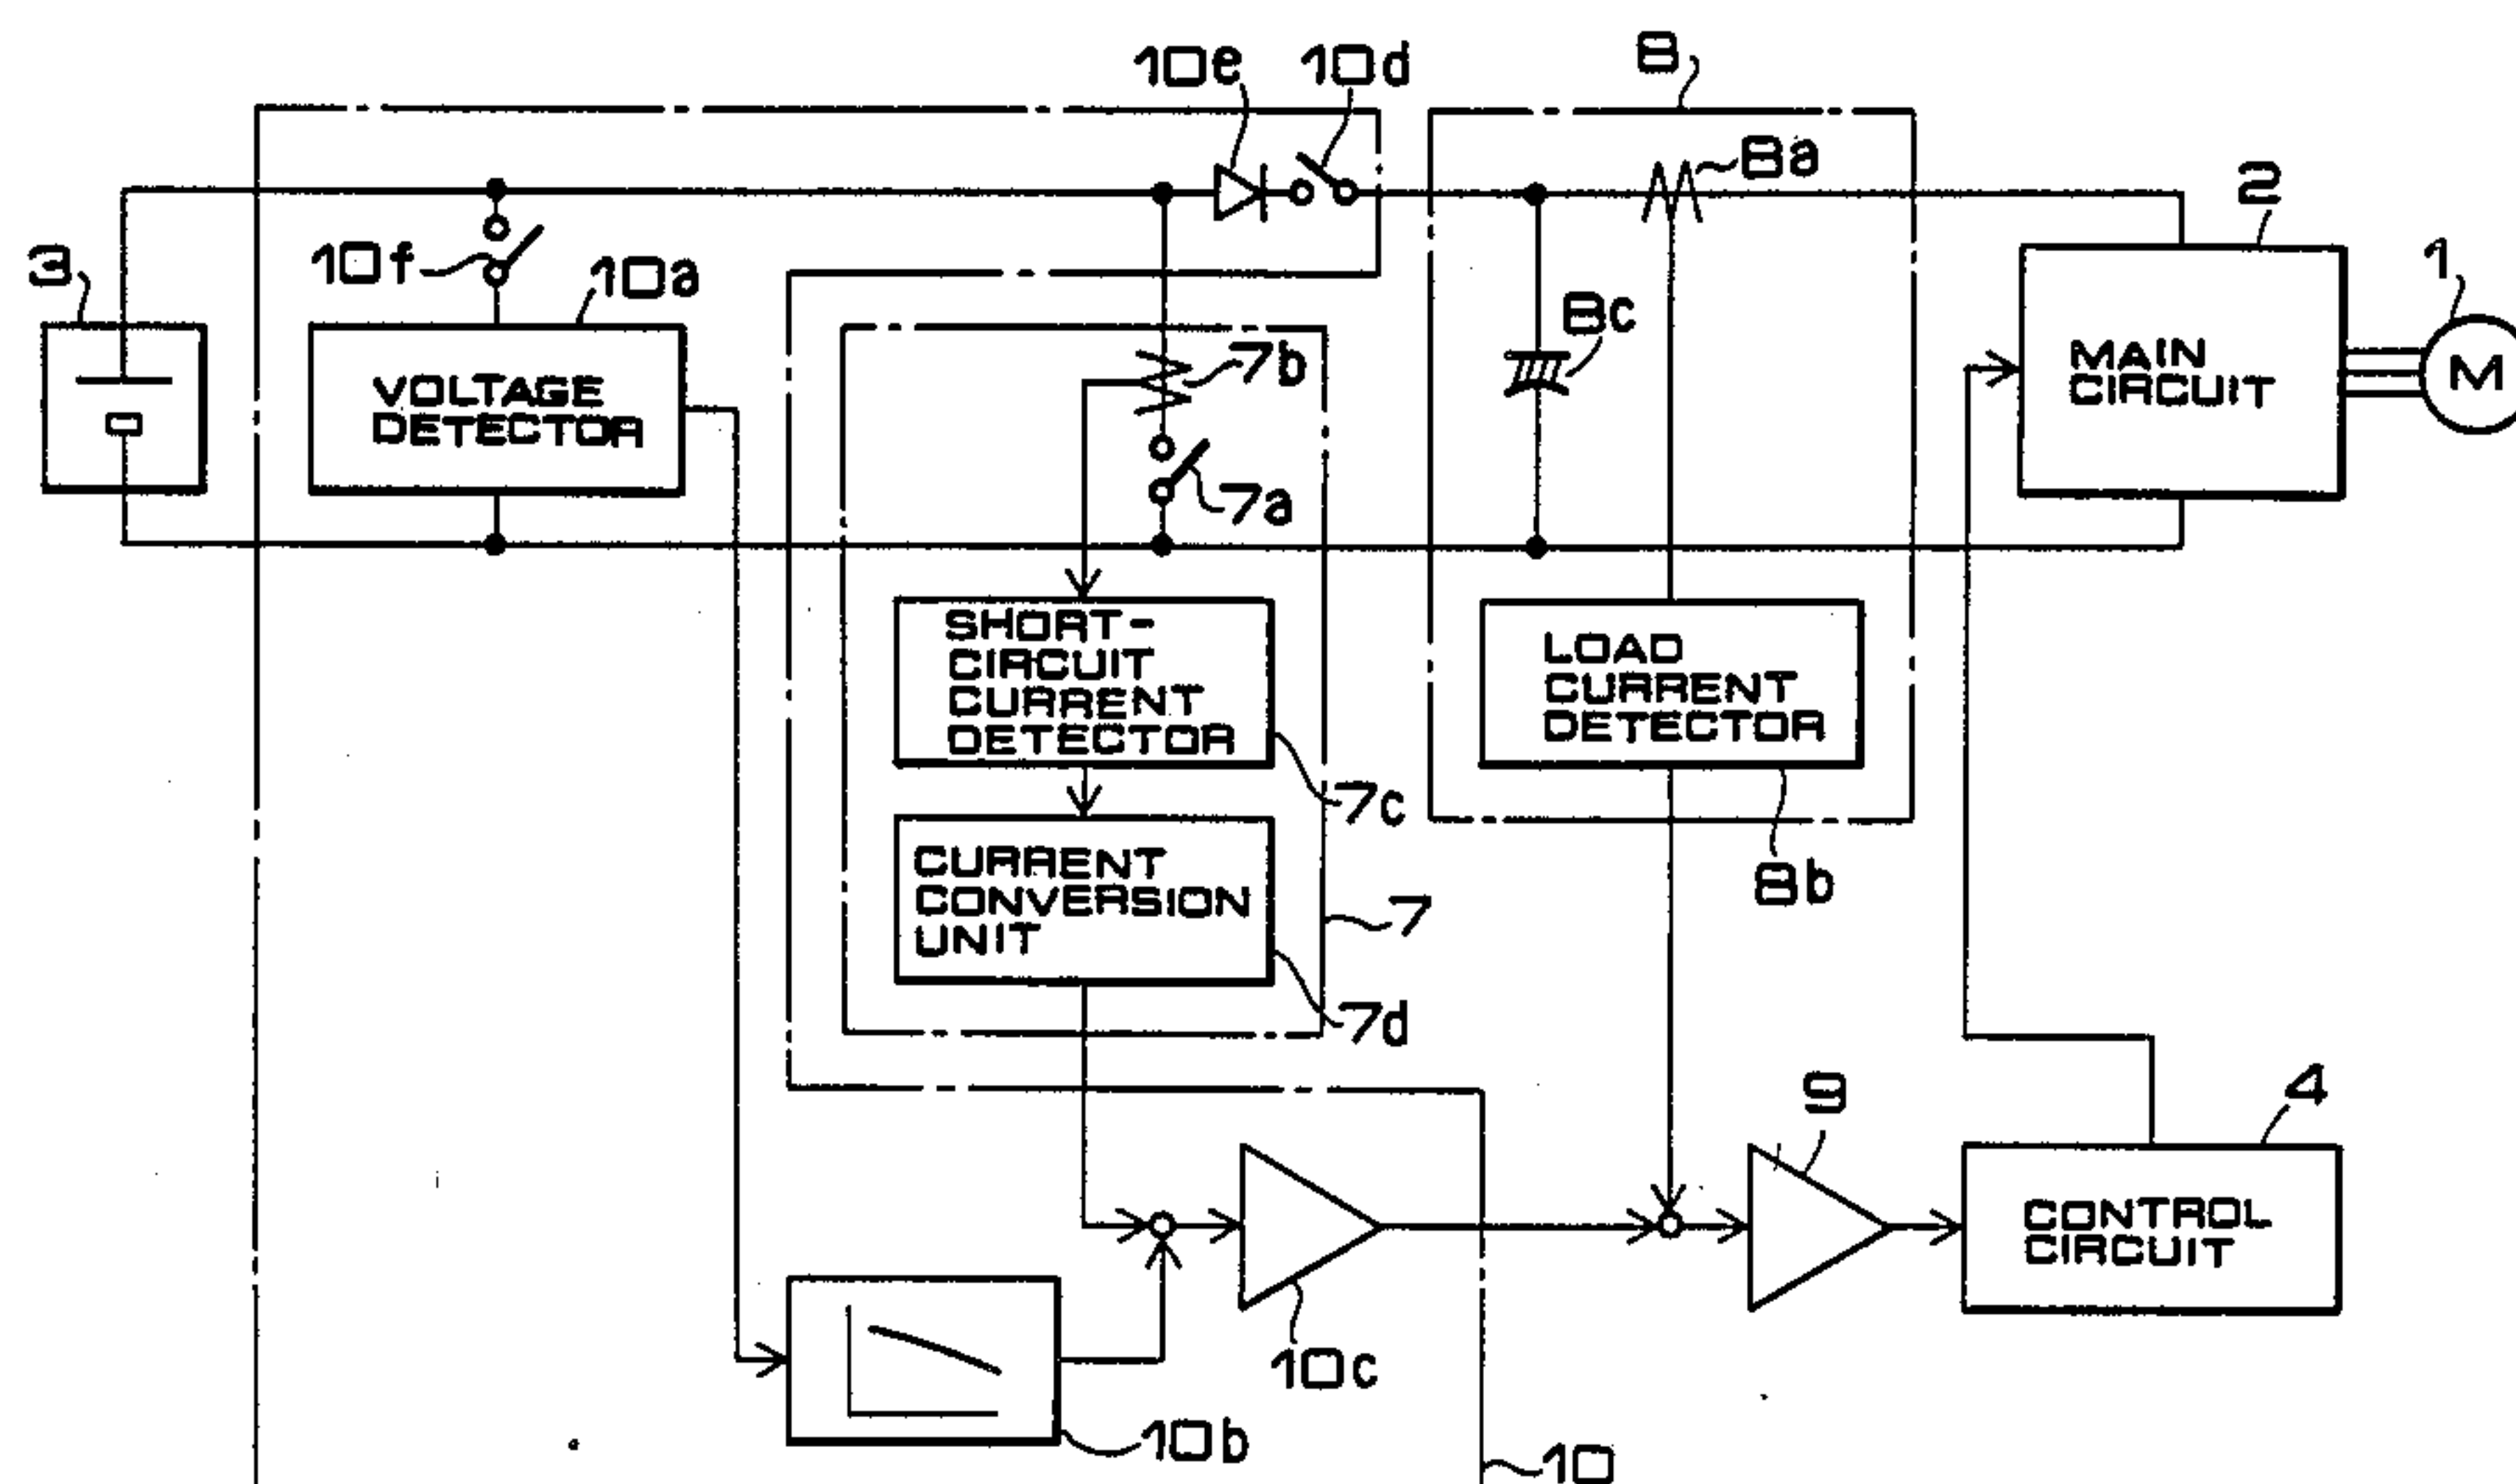 10e
10d
8
8a
2
3
10f
10a
1
8c
VOLTAGE
DETECTOR
7b
MAIN
CIRCUIT
M
7a
SHORT-
CIRCUIT
CURRENT
DETECTOR
LOAD
CURRENT
DETECTOR
7c
CURRENT
CONVERSION
UNIT
8b
7
7d
9
4
CONTROL
CIRCUIT
10c
10b
10